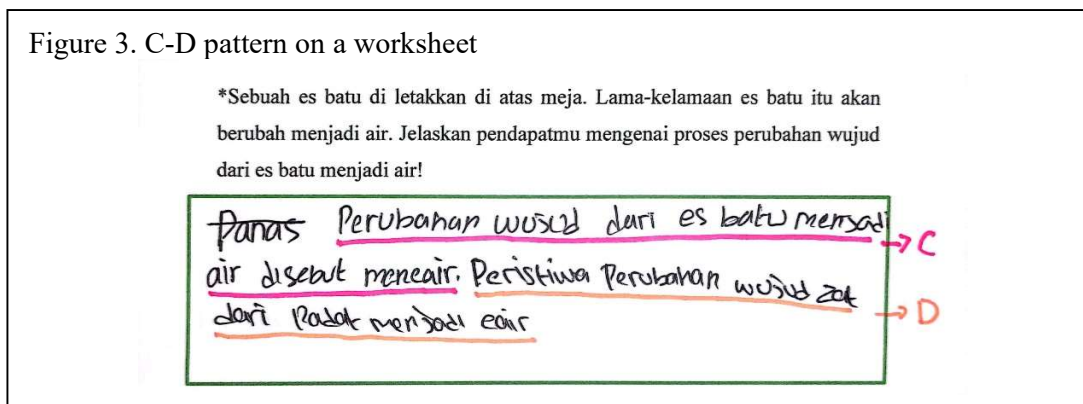 Figure 3. C-D pattern on a worksheet
*Sebuah es batu di letakkan di atas meja. Lama-kelamaan es batu itu akan
berubah menjadi air. Jelaskan pendapatmu mengenai proses perubahan wujud
dari es batu menjadi air!
Panas Perubahan wujud dari es batu menjadi → C
air disebut mencair. Peristiwa Perubahan wujud zat
dari Padat menjadi cair → D